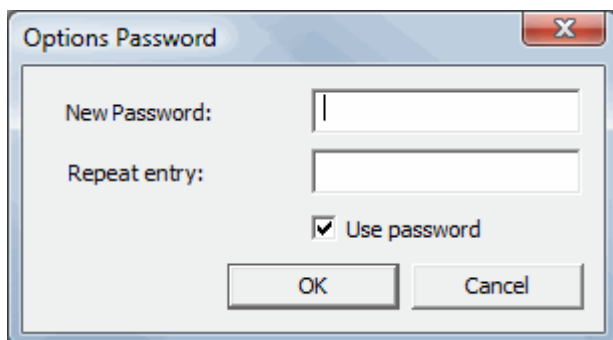 Options Password
New Password:
Repeat entry:
Use password
OK Cancel